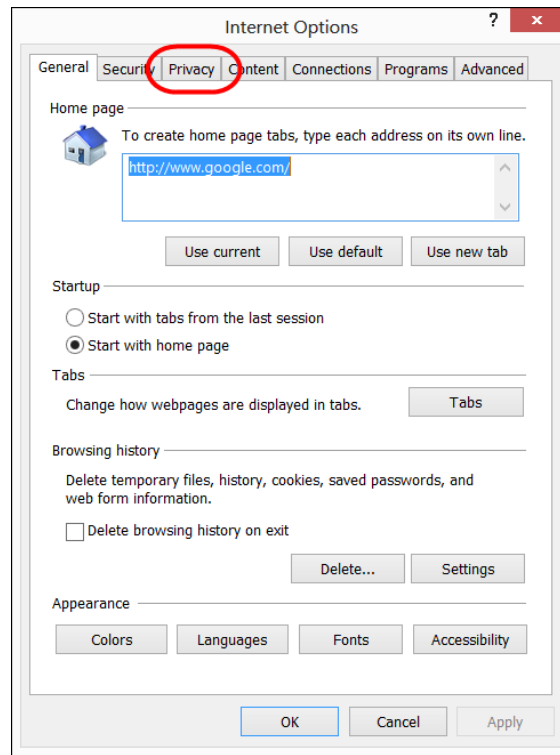 Internet Options
?
x
General Security Privacy Content Connections Programs Advanced
Home page
To create home page tabs, type each address on its own line.
http://www.google.com/
Use current Use default Use new tab
Startup
Start with tabs from the last session
Start with home page
Tabs
Change how webpages are displayed in tabs.
Tabs
Browsing history
Delete temporary files, history, cookies, saved passwords, and
web form information.
Delete browsing history on exit
Delete... Settings
Appearance
Colors Languages Fonts Accessibility
OK Cancel Apply